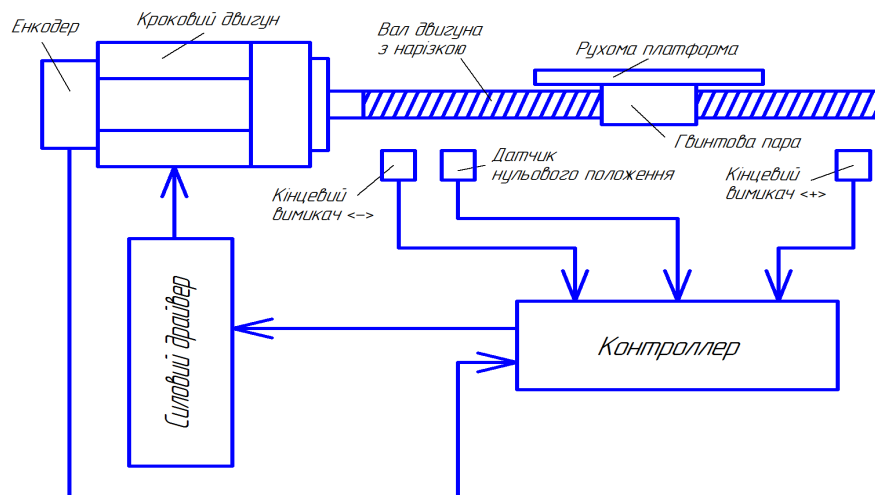 Енкодер
Кроковий двигун
Вал двигуна
з нарізкою
Рухома платформа
Гвинтова пара
Датчик
нульового положення
Кінцевий
вимикач <->
Кінцевий
вимикач <+>
Силовий драйвер
Контроллер